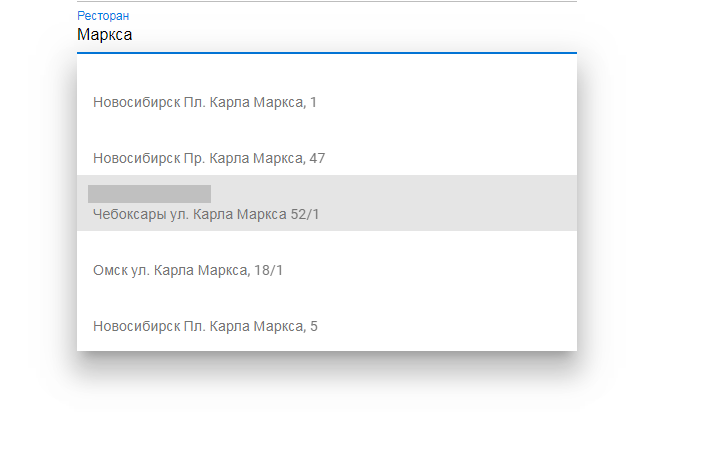 Ресторан
Маркса
Новосибирск Пл. Карла Маркса, 1
Новосибирск Пр. Карла Маркса, 47
Чебоксары ул. Карла Маркса 52/1
Омск ул. Карла Маркса, 18/1
Новосибирск Пл. Карла Маркса, 5